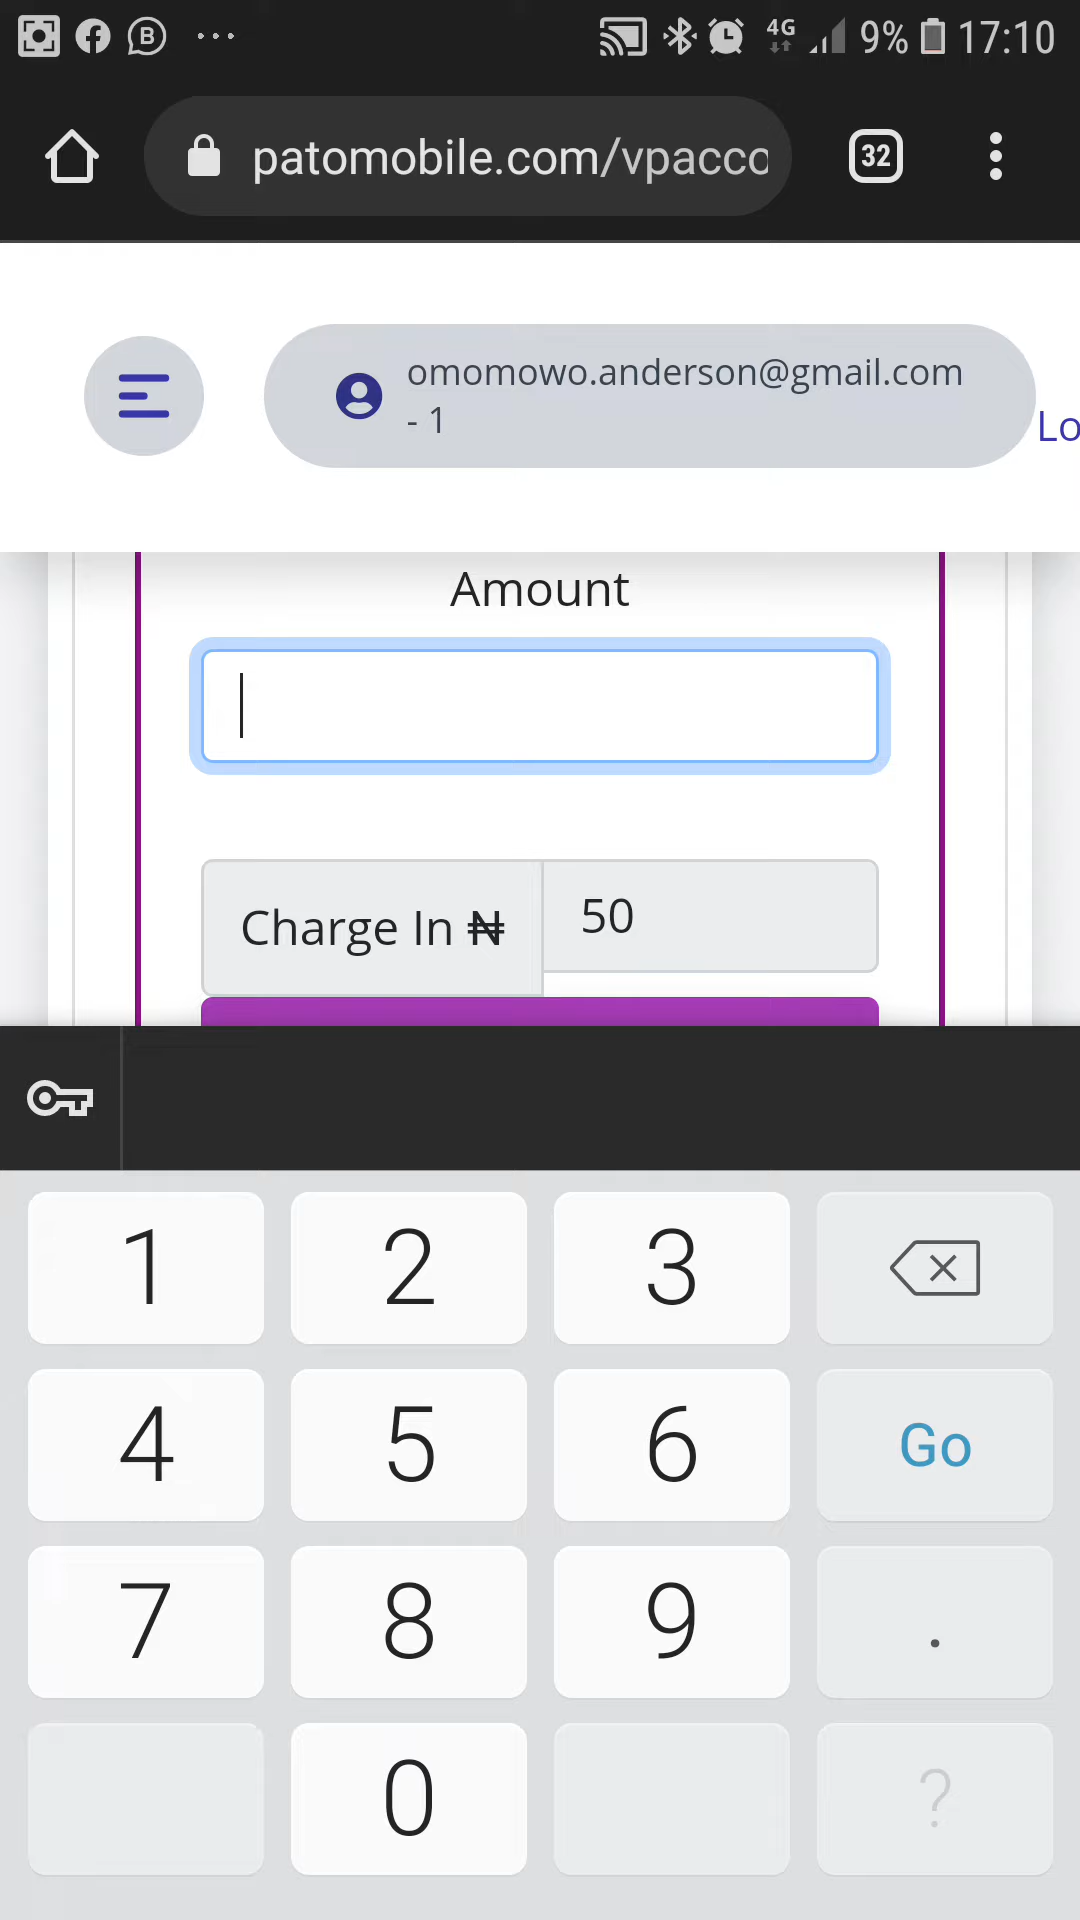 B 4G 9% 17:10
patomobile.com/vpacco
32
omomowo.anderson@gmail.com
- 1
Lo
Amount
Charge In ₦ 50
1 2 3
4 5 6 Go
7 8 9 .
0 ?